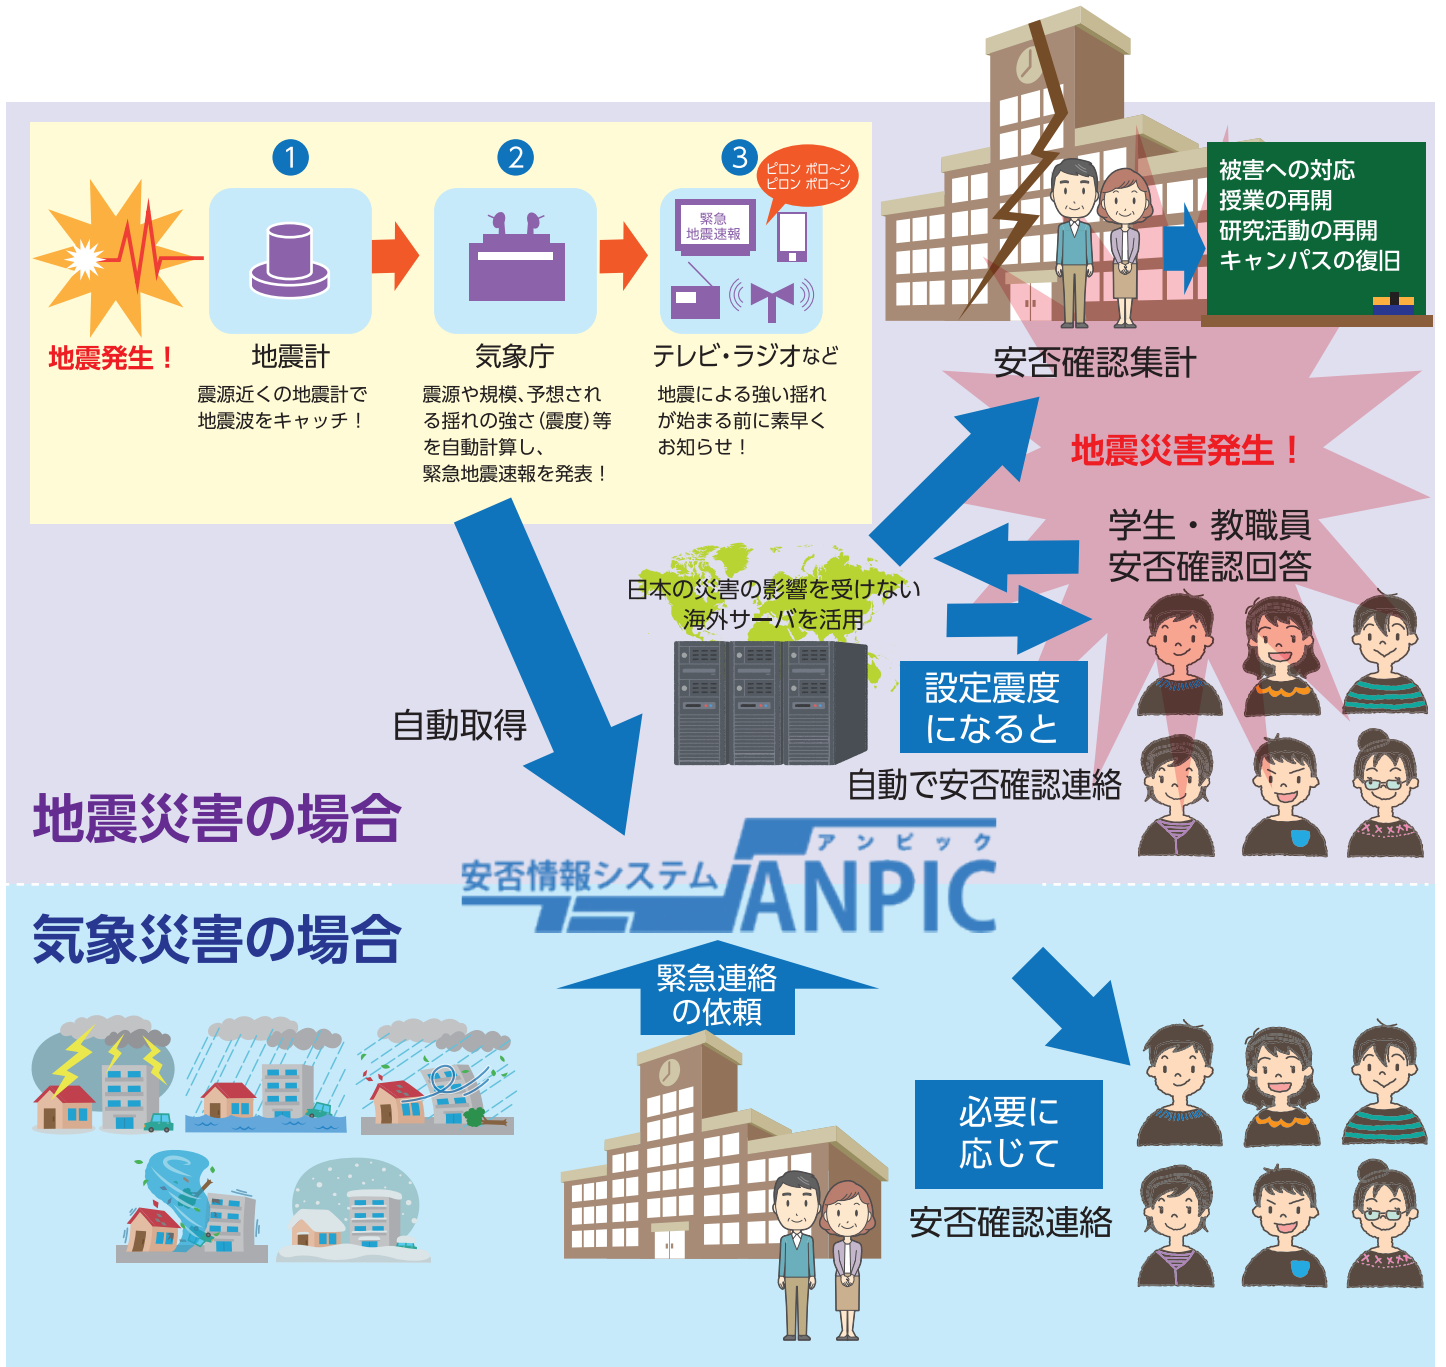 1
2
3
ピロン ポロ〜ン
ピロン ポロ〜ン
緊急
地震速報
地震発生！
地震計
震源近くの地震計で
地震波をキャッチ！
気象庁
震源や規模、予想され
る揺れの強さ（震度）等
を自動計算し、
緊急地震速報を発表！
テレビ・ラジオなど
地震による強い揺れ
が始まる前に素早く
お知らせ！
被害への対応
授業の再開
研究活動の再開
キャンパスの復旧
安否確認集計
地震災害発生！
学生・教職員
安否確認回答
日本の災害の影響を受けない
海外サーバを活用
設定震度
になると
自動で安否確認連絡
自動取得
地震災害の場合
アンピック
安否情報システム
ANPIC
気象災害の場合
緊急連絡
の依頼
必要に
応じて
安否確認連絡